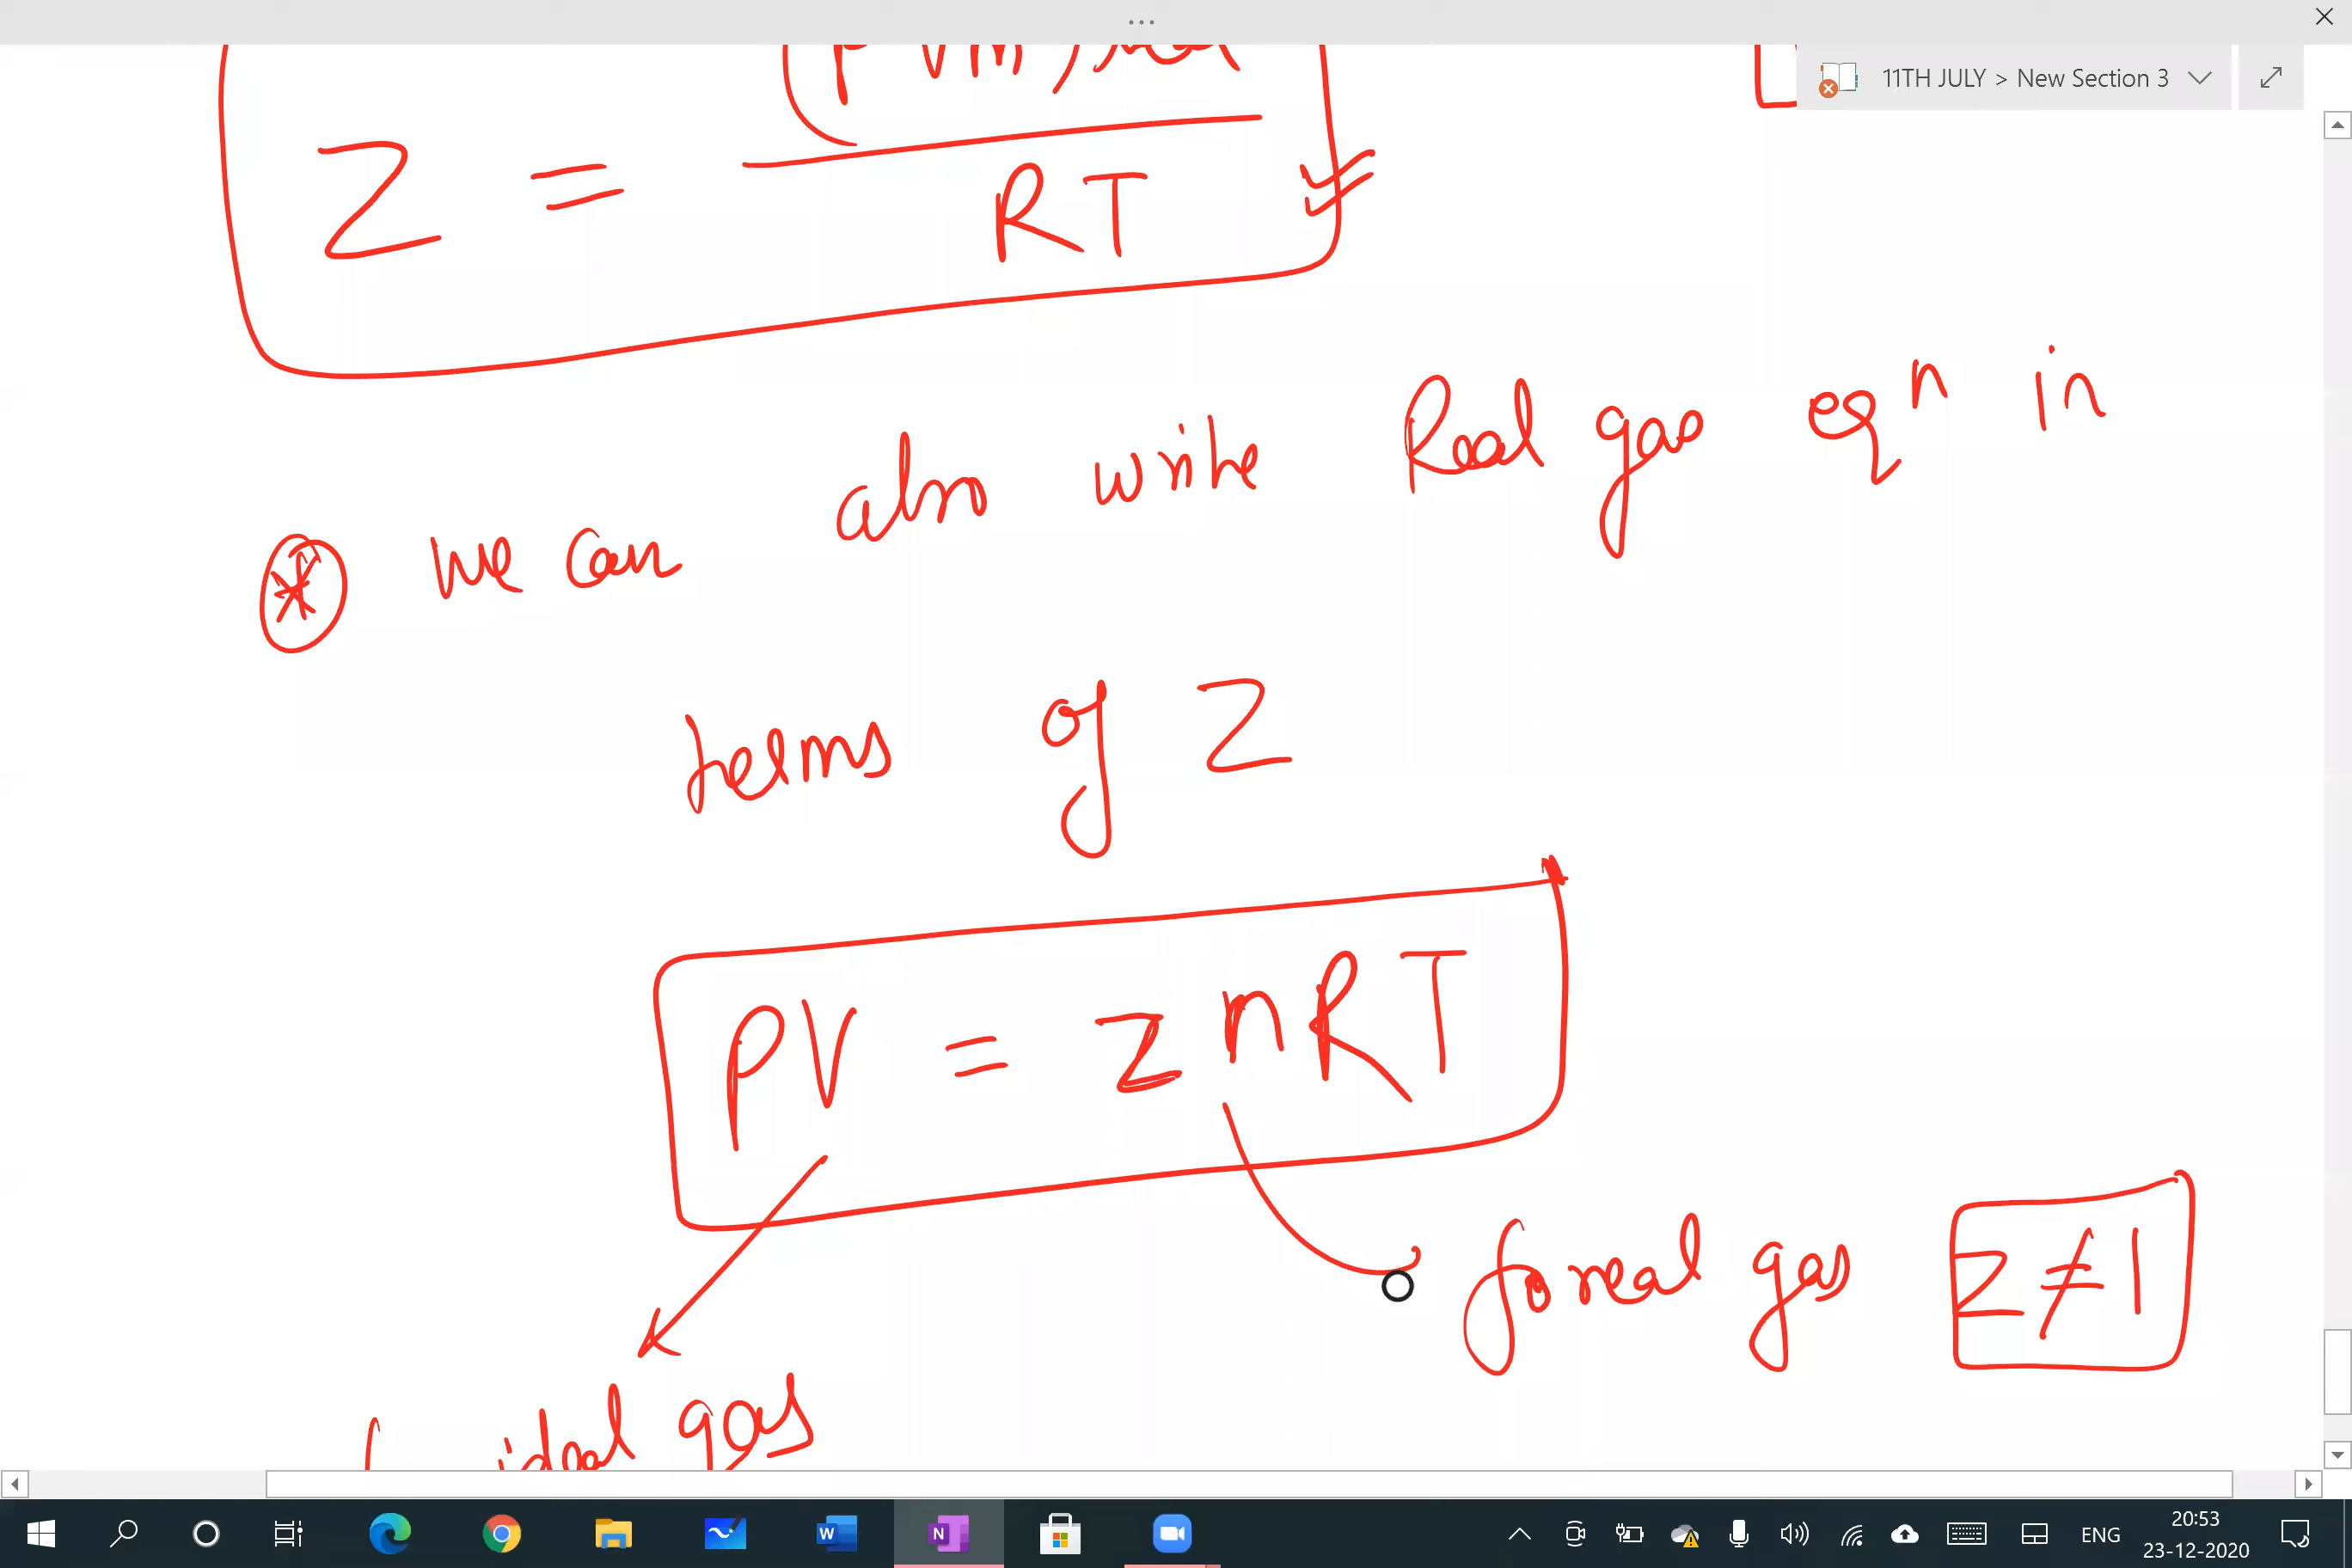 ...
11TH JULY > New Section 3
Z =
RT
* we can also write Real gas eqⁿ in
terms of Z
PV = ZnRT
for real gas Z ≠ 1
ideal gas
W
N
ENG
20:53
23-12-2020